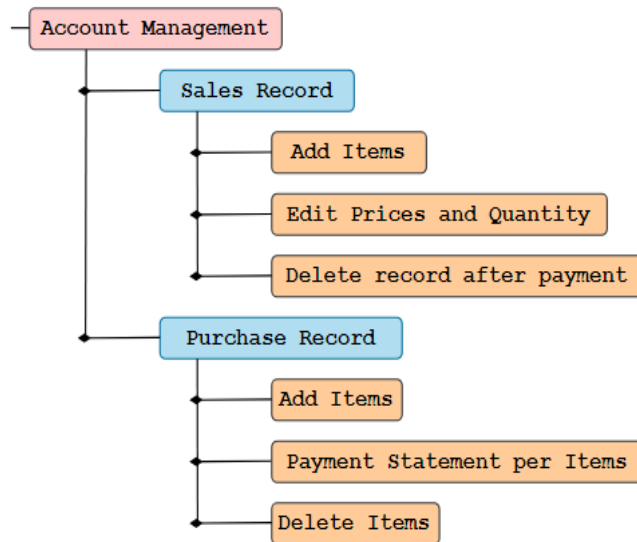 Account Management
Sales Record
Add Items
Edit Prices and Quantity
Delete record after payment
Purchase Record
Add Items
Payment Statement per Items
Delete Items